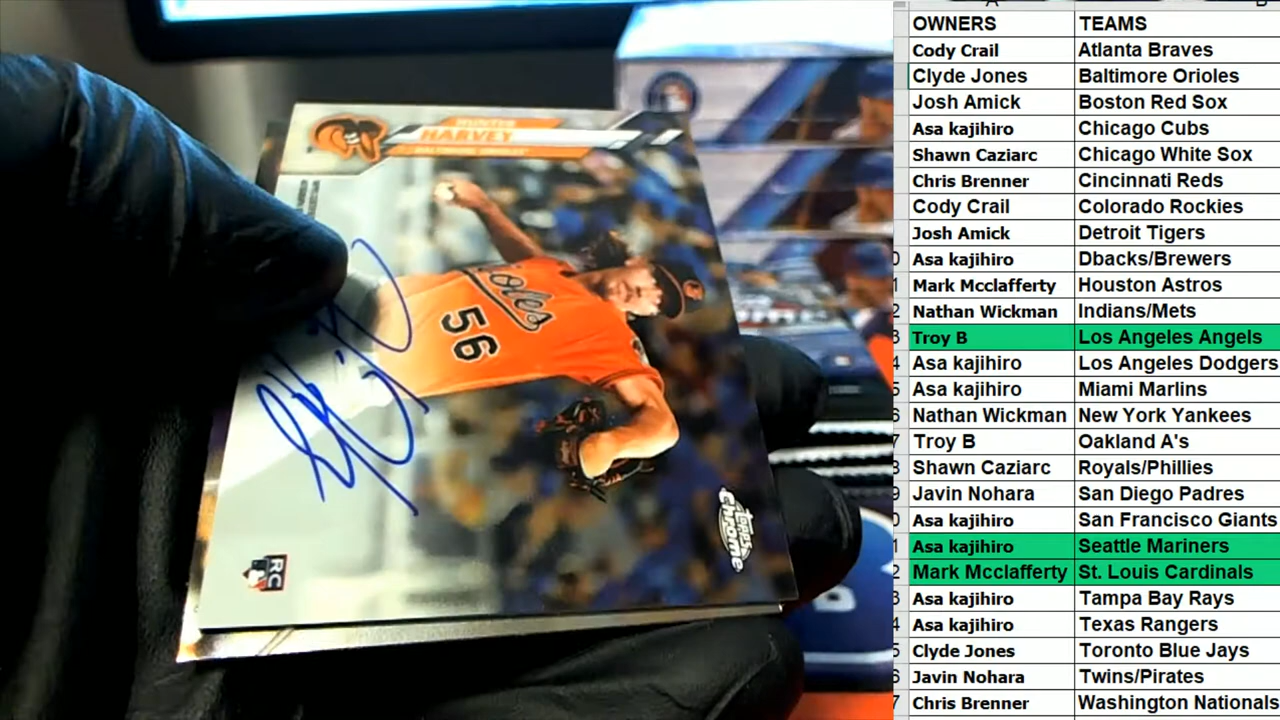 HUNTER
HARVEY
BALTIMORE ORIOLES
oles
56
RC
Topps
Chrome
OWNERS TEAMS
Cody Crail Atlanta Braves
Clyde Jones Baltimore Orioles
Josh Amick Boston Red Sox
Asa kajihiro Chicago Cubs
Shawn Caziarc Chicago White Sox
Chris Brenner Cincinnati Reds
Cody Crail Colorado Rockies
Josh Amick Detroit Tigers
Asa kajihiro Dbacks/Brewers
Mark Mcclafferty Houston Astros
Nathan Wickman Indians/Mets
Troy B Los Angeles Angels
Asa kajihiro Los Angeles Dodgers
Asa kajihiro Miami Marlins
Nathan Wickman New York Yankees
Troy B Oakland A's
Shawn Caziarc Royals/Phillies
Javin Nohara San Diego Padres
Asa kajihiro San Francisco Giants
Asa kajihiro Seattle Mariners
Mark Mcclafferty St. Louis Cardinals
Asa kajihiro Tampa Bay Rays
Asa kajihiro Texas Rangers
Clyde Jones Toronto Blue Jays
Javin Nohara Twins/Pirates
Chris Brenner Washington Nationals